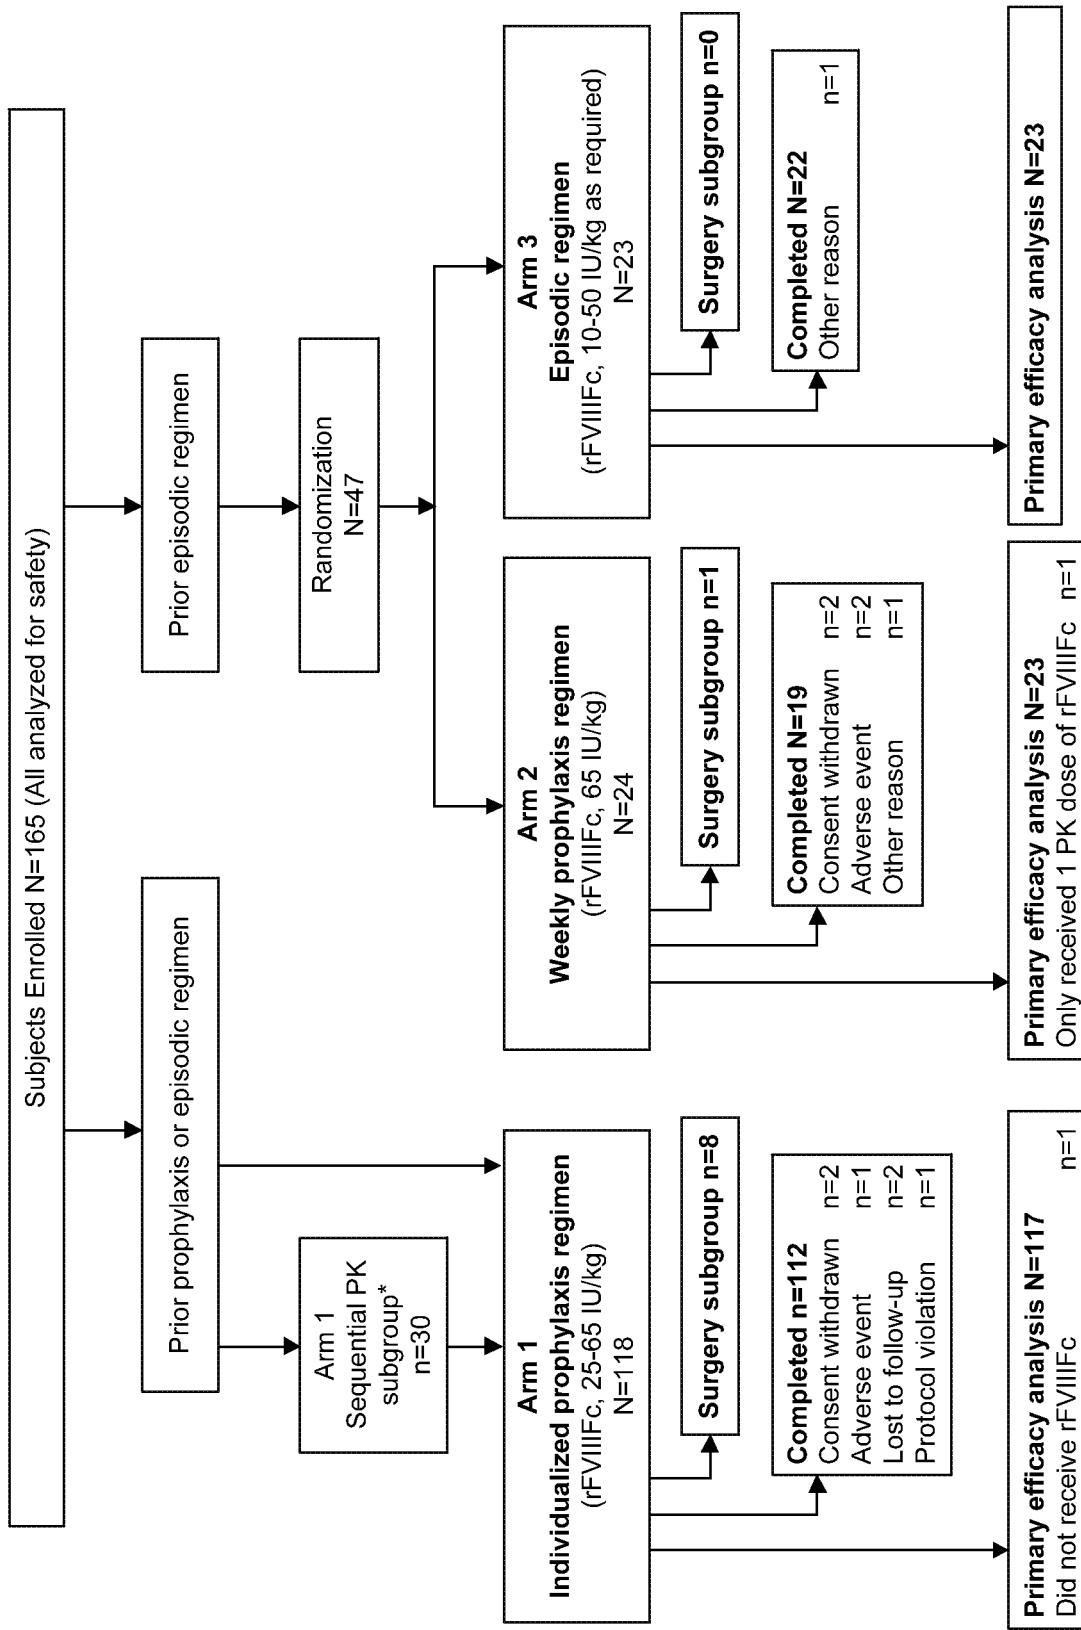 Subjects Enrolled N=165 (All analyzed for safety)
Prior prophylaxis or episodic regimen
Prior episodic regimen
Arm 1
Sequential PK
subgroup*
n=30
Randomization
N=47
Arm 1
Individualized prophylaxis regimen
(rFVIIIFc, 25-65 IU/kg)
N=118
Arm 2
Weekly prophylaxis regimen
(rFVIIIFc, 65 IU/kg)
N=24
Arm 3
Episodic regimen
(rFVIIIFc, 10-50 IU/kg as required)
N=23
Surgery subgroup n=8
Surgery subgroup n=1
Surgery subgroup n=0
Completed n=112
Consent withdrawn n=2
Adverse event n=1
Lost to follow-up n=2
Protocol violation n=1
Completed N=19
Consent withdrawn n=2
Adverse event n=2
Other reason n=1
Completed N=22
Other reason n=1
Primary efficacy analysis N=117
Did not receive rFVIIIFc n=1
Primary efficacy analysis N=23
Only received 1 PK dose of rFVIIIFc n=1
Primary efficacy analysis N=23